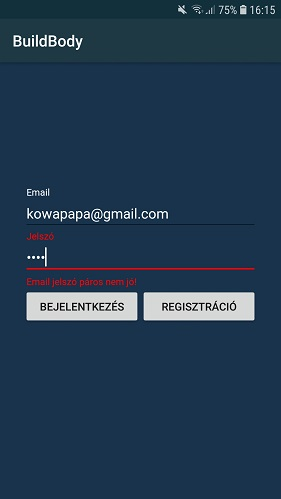 75% 16:15
BuildBody
Email
kowapapa@gmail.com
Jelszó
••••
Email jelszó páros nem jó!
BEJELENTKEZÉS REGISZTRÁCIÓ